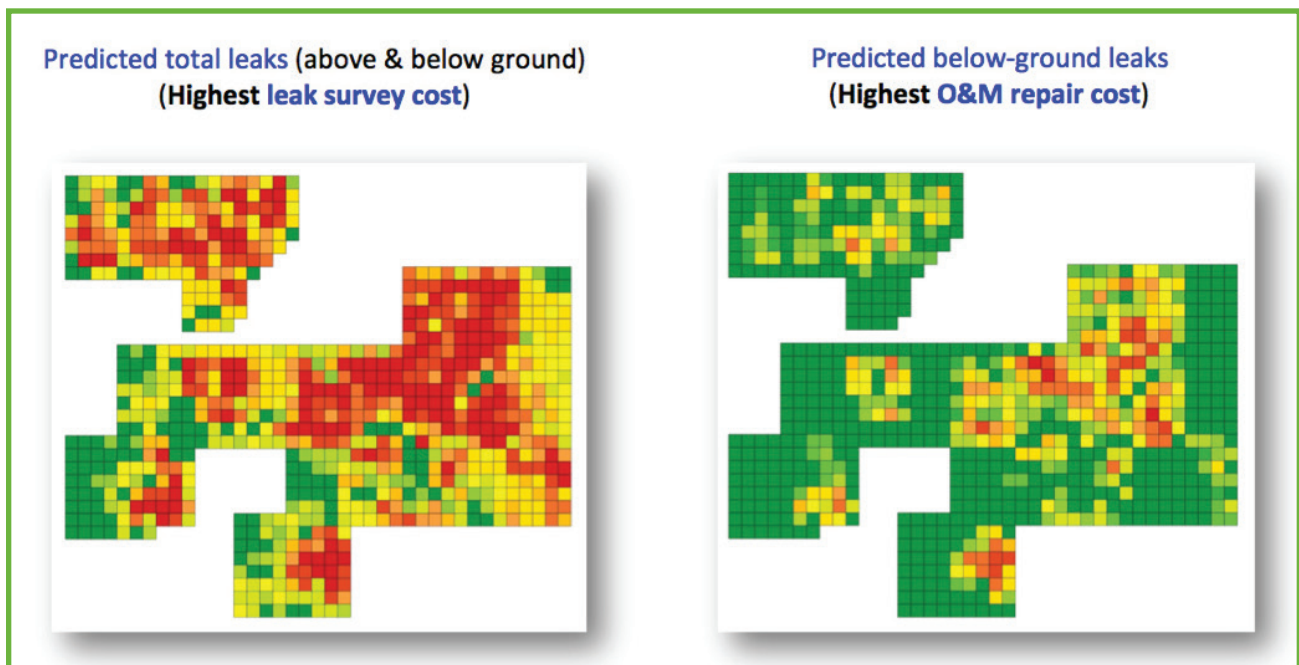 Predicted total leaks (above & below ground)
(Highest leak survey cost)
Predicted below-ground leaks
(Highest O&M repair cost)